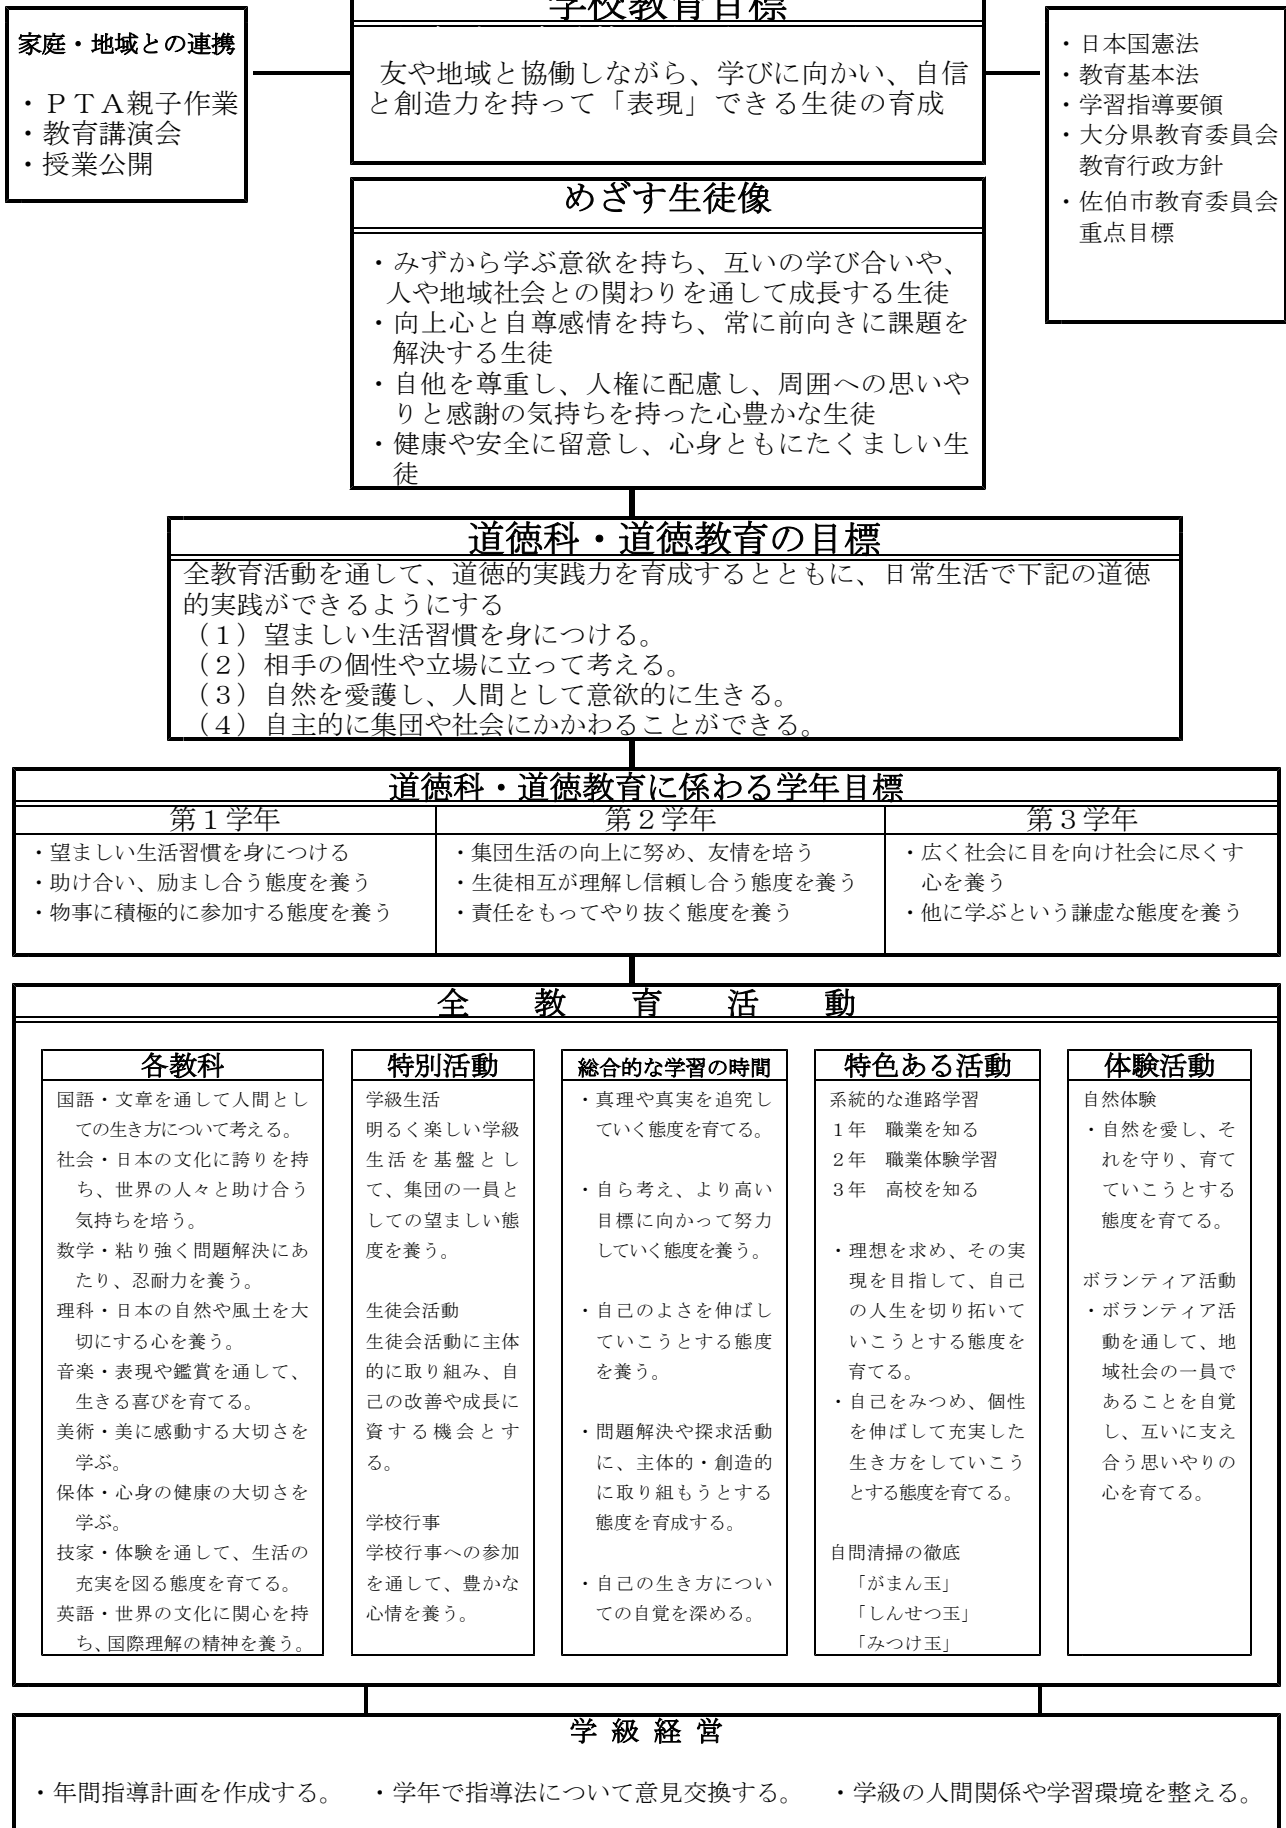 学校教育目標
友や地域と協働しながら、学びに向かい、自信
と創造力を持って「表現」できる生徒の育成
家庭・地域との連携
・ＰＴＡ親子作業
・教育講演会
・授業公開
・日本国憲法
・教育基本法
・学習指導要領
・大分県教育委員会
教育行政方針
・佐伯市教育委員会
重点目標
めざす生徒像
・みずから学ぶ意欲を持ち、互いの学び合いや、
人や地域社会との関わりを通して成長する生徒
・向上心と自尊感情を持ち、常に前向きに課題を
解決する生徒
・自他を尊重し、人権に配慮し、周囲への思いや
りと感謝の気持ちを持った心豊かな生徒
・健康や安全に留意し、心身ともにたくましい生
徒
道徳科・道徳教育の目標
全教育活動を通して、道徳的実践力を育成するとともに、日常生活で下記の道徳
的実践ができるようにする
（１）望ましい生活習慣を身につける。
（２）相手の個性や立場に立って考える。
（３）自然を愛護し、人間として意欲的に生きる。
（４）自主的に集団や社会にかかわることができる。
道徳科・道徳教育に係わる学年目標
第１学年
・望ましい生活習慣を身につける
・助け合い、励まし合う態度を養う
・物事に積極的に参加する態度を養う
第２学年
・集団生活の向上に努め、友情を培う
・生徒相互が理解し信頼し合う態度を養う
・責任をもってやり抜く態度を養う
第３学年
・広く社会に目を向け社会に尽くす
心を養う
・他に学ぶという謙虚な態度を養う
全　教　育　活　動
各教科
国語・文章を通して人間とし
ての生き方について考える。
社会・日本の文化に誇りを持
ち、世界の人々と助け合う
気持ちを培う。
数学・粘り強く問題解決にあ
たり、忍耐力を養う。
理科・日本の自然や風土を大
切にする心を養う。
音楽・表現や鑑賞を通して、
生きる喜びを育てる。
美術・美に感動する大切さを
学ぶ。
保体・心身の健康の大切さを
学ぶ。
技家・体験を通して、生活の
充実を図る態度を育てる。
英語・世界の文化に関心を持
ち、国際理解の精神を養う。
特別活動
学級生活
明るく楽しい学級
生活を基盤とし
て、集団の一員と
しての望ましい態
度を養う。
生徒会活動
生徒会活動に主体
的に取り組み、自
己の改善や成長に
資する機会とす
る。
学校行事
学校行事への参加
を通して、豊かな
心情を養う。
総合的な学習の時間
・真理や真実を追究し
ていく態度を育てる。
・自ら考え、より高い
目標に向かって努力
していく態度を養う。
・自己のよさを伸ばし
ていこうとする態度
を養う。
・問題解決や探求活動
に、主体的・創造的
に取り組もうとする
態度を育成する。
・自己の生き方につい
ての自覚を深める。
特色ある活動
系統的な進路学習
１年　職業を知る
２年　職業体験学習
３年　高校を知る
・理想を求め、その実
現を目指して、自己
の人生を切り拓いて
いこうとする態度を
育てる。
・自己をみつめ、個性
を伸ばして充実した
生き方をしていこう
とする態度を育てる。
自問清掃の徹底
「がまん玉」
「しんせつ玉」
「みつけ玉」
体験活動
自然体験
・自然を愛し、そ
れを守り、育て
ていこうとする
態度を育てる。
ボランティア活動
・ボランティア活
動を通して、地
域社会の一員で
あることを自覚
し、互いに支え
合う思いやりの
心を育てる。
学 級 経 営
・年間指導計画を作成する。　・学年で指導法について意見交換する。　・学級の人間関係や学習環境を整える。